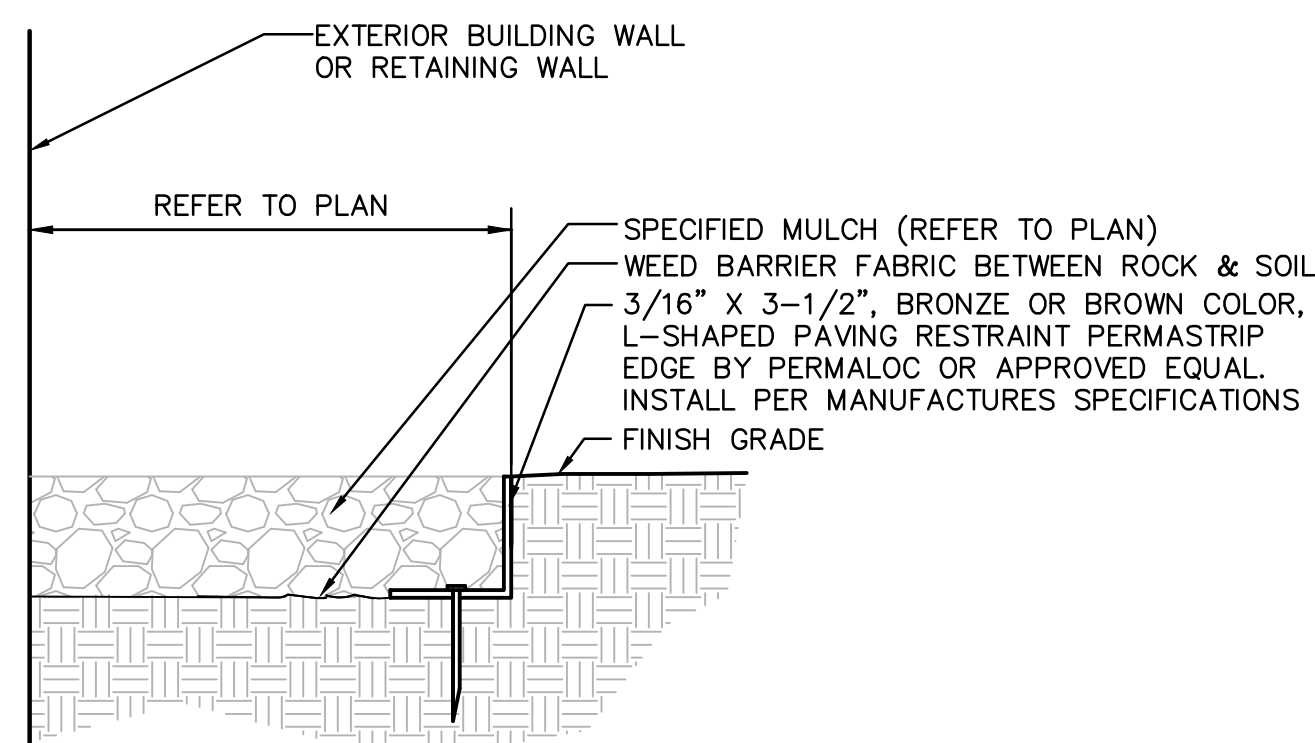 EXTERIOR BUILDING WALL
OR RETAINING WALL
REFER TO PLAN
SPECIFIED MULCH (REFER TO PLAN)
WEED BARRIER FABRIC BETWEEN ROCK & SOIL
3/16” X 3-1/2”, BRONZE OR BROWN COLOR,
L-SHAPED PAVING RESTRAINT PERMASTRIP
EDGE BY PERMALOC OR APPROVED EQUAL.
INSTALL PER MANUFACTURES SPECIFICATIONS
FINISH GRADE